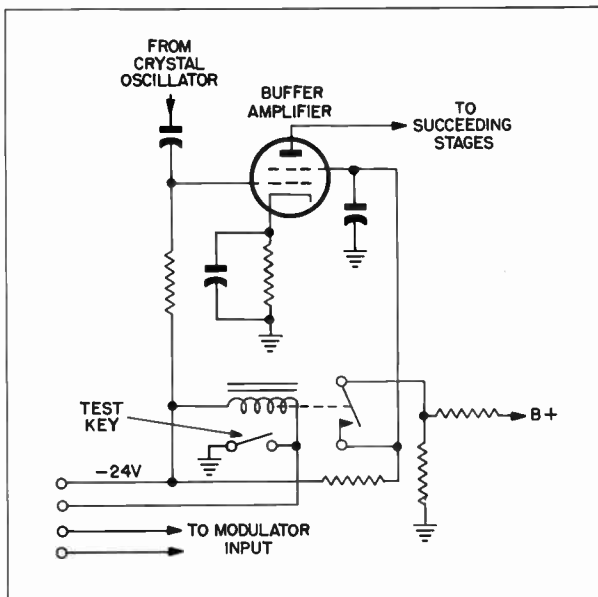 FROM
CRYSTAL
OSCILLATOR
BUFFER
AMPLIFIER
TO
SUCCEEDING
STAGES
TEST
KEY
B+
-24V
TO MODULATOR
INPUT